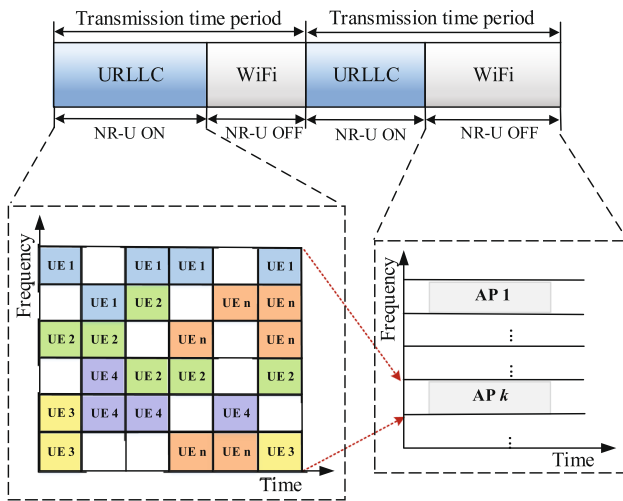 Transmission time period Transmission time period
URLLC WiFi URLLC WiFi
NR-U ON NR-U OFF NR-U ON NR-U OFF
Frequency
UE 1 UE 1 UE 1 UE 1
UE 1 UE 2 UE n UE n
UE 2 UE 2 UE n UE n
UE 4 UE 2 UE 2 UE 2
UE 3 UE 4 UE 4 UE 4
UE 3 UE n UE n UE n
Time
Frequency
AP 1
...
...
AP k
...
Time